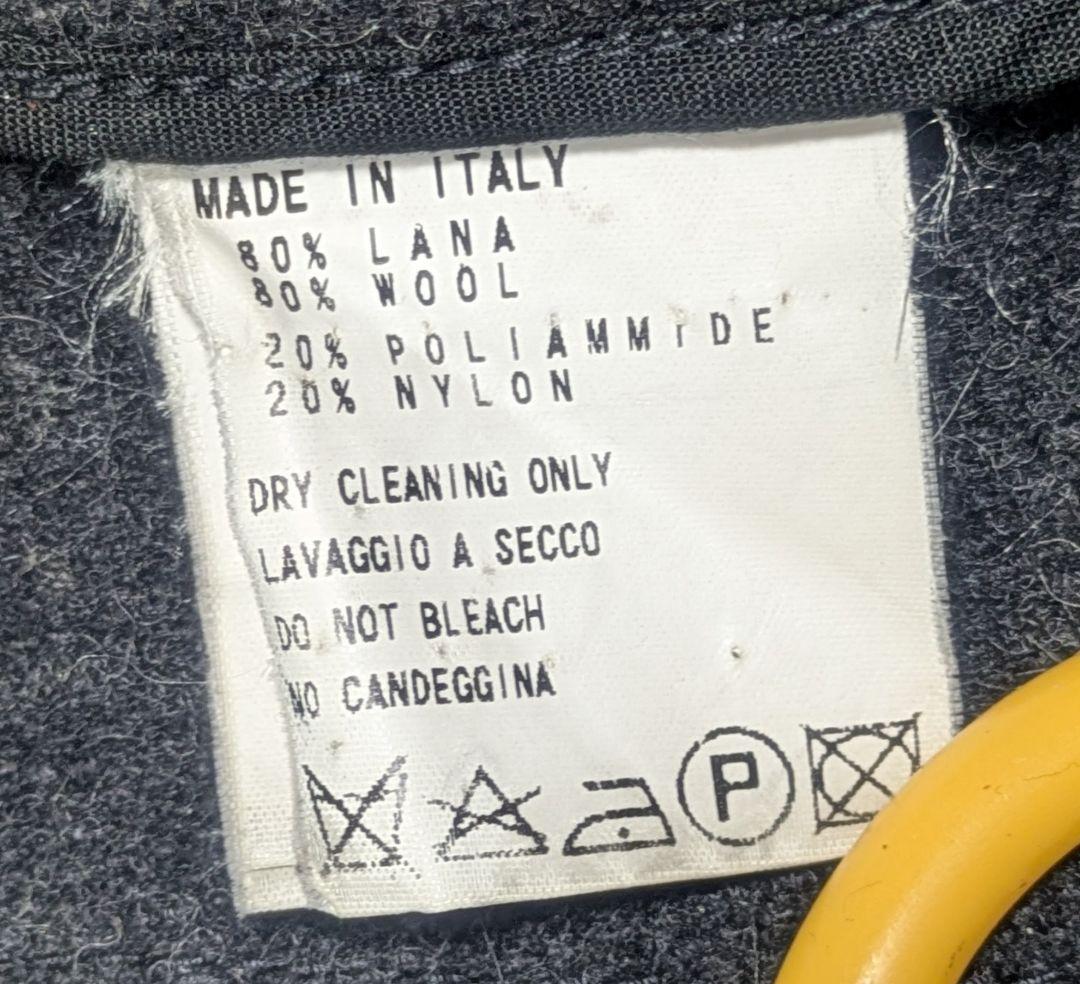 MADE IN ITALY
80% LANA
80% WOOL
20% POLIAMMIDE
20% NYLON
DRY CLEANING ONLY
LAVAGGIO A SECCO
DO NOT BLEACH
NO CANDEGGINA
P